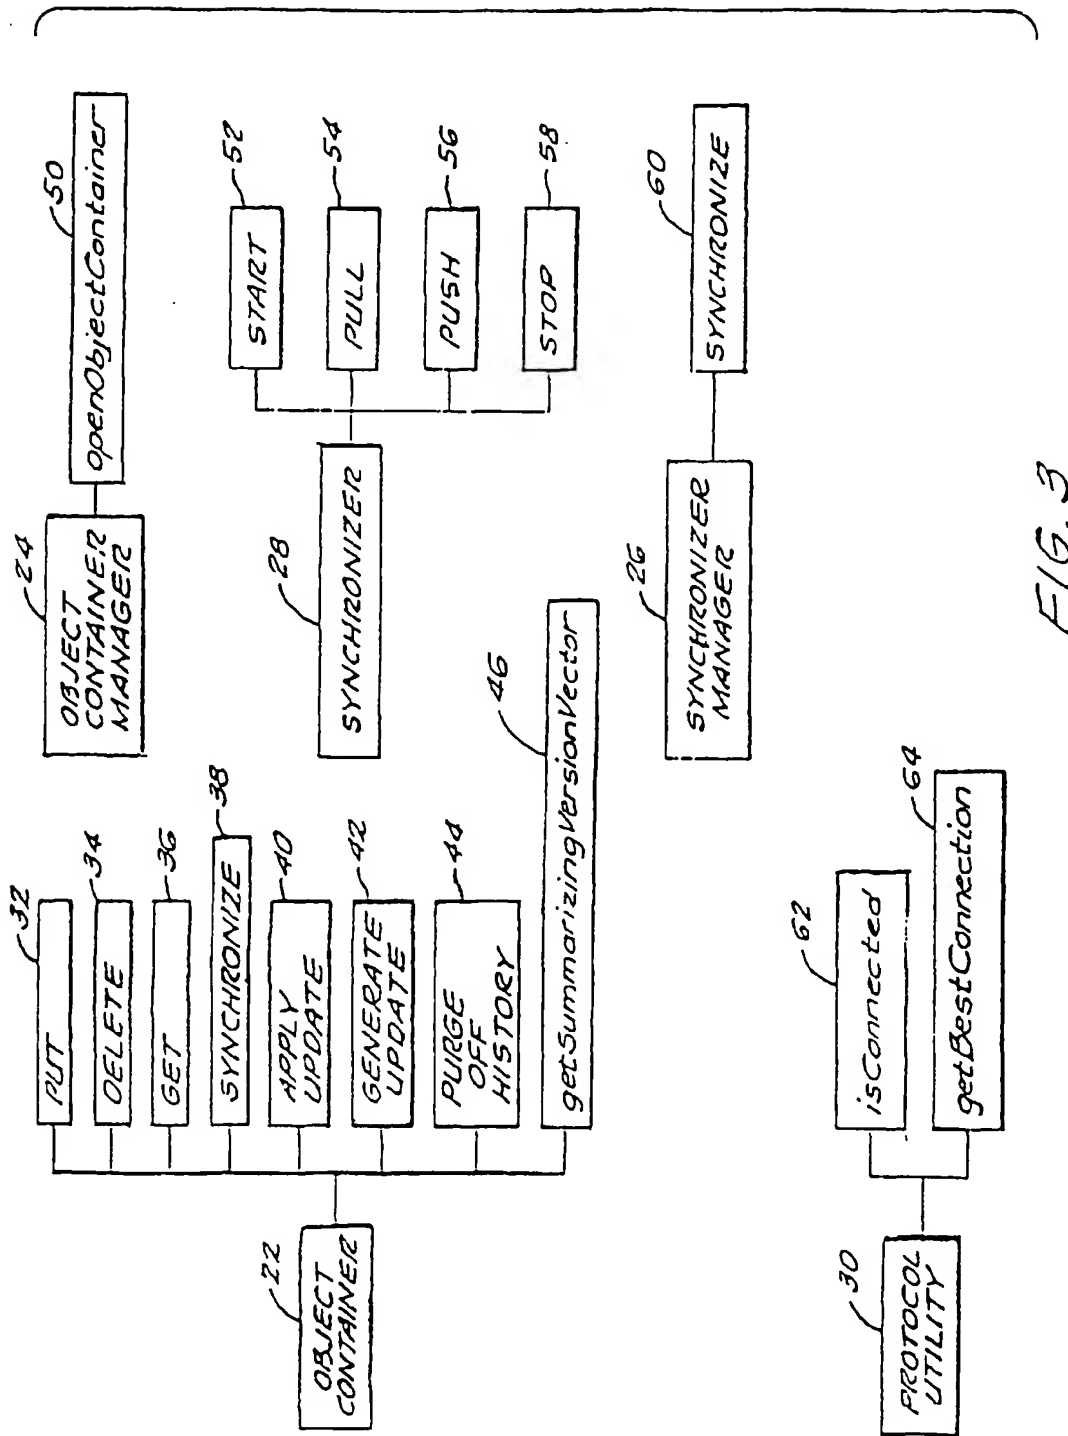 22
OBJECT
CONTAINER
32
PUT
34
DELETE
36
GET
38
SYNCHRONIZE
40
APPLY
UPDATE
42
GENERATE
UPDATE
44
PURGE
OFF
HISTORY
46
getSummarizingVersionVector
24
OBJECT
CONTAINER
MANAGER
50
openObjectContainer
28
SYNCHRONIZER
52
START
54
PULL
56
PUSH
58
STOP
26
SYNCHRONIZER
MANAGER
60
SYNCHRONIZE
30
PROTOCOL
UTILITY
62
isConnected
64
getBestConnection
FIG. 3